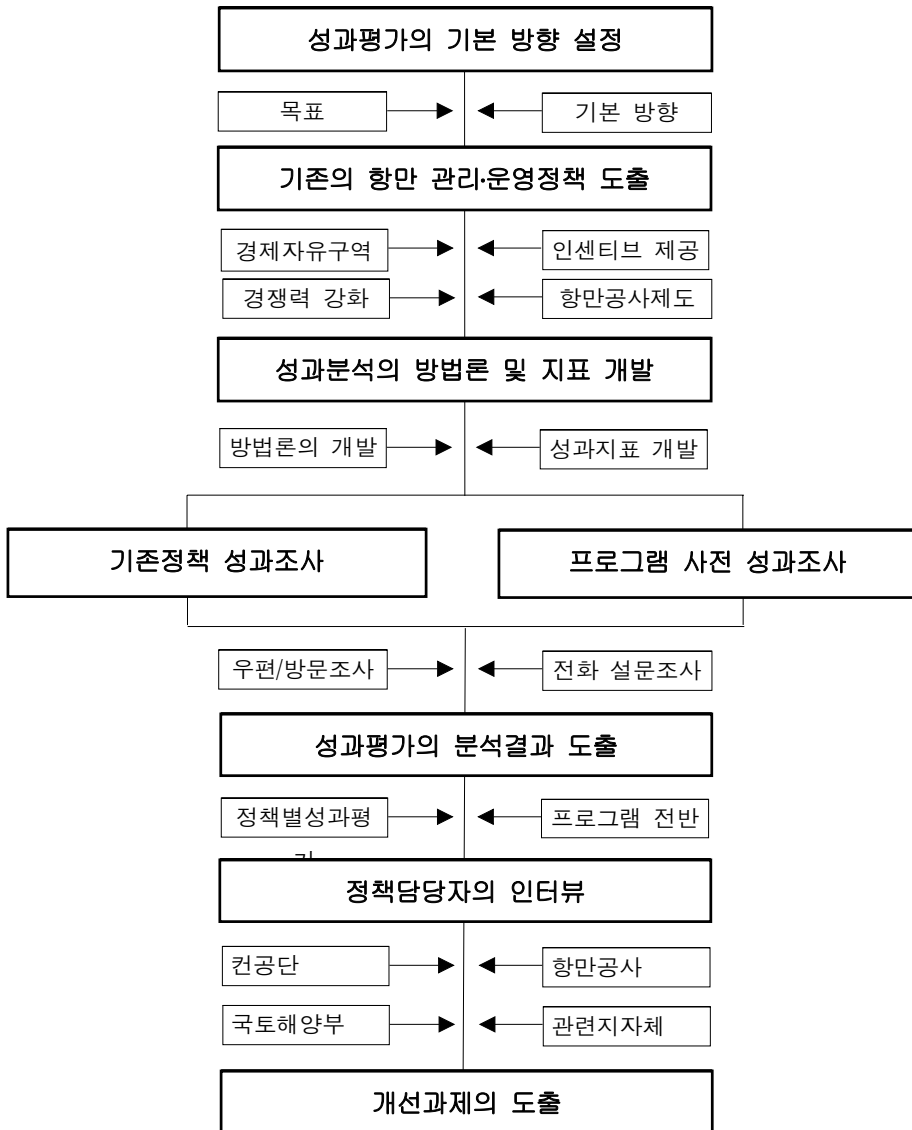 성과평가의 기본 방향 설정
목표
기본 방향
기존의 항만 관리·운영정책 도출
경제자유구역
인센티브 제공
경쟁력 강화
항만공사제도
성과분석의 방법론 및 지표 개발
방법론의 개발
성과지표 개발
기존정책 성과조사
프로그램 사전 성과조사
우편/방문조사
전화 설문조사
성과평가의 분석결과 도출
정책별성과평
프로그램 전반
정책담당자의 인터뷰
컨공단
항만공사
국토해양부
관련지자체
개선과제의 도출